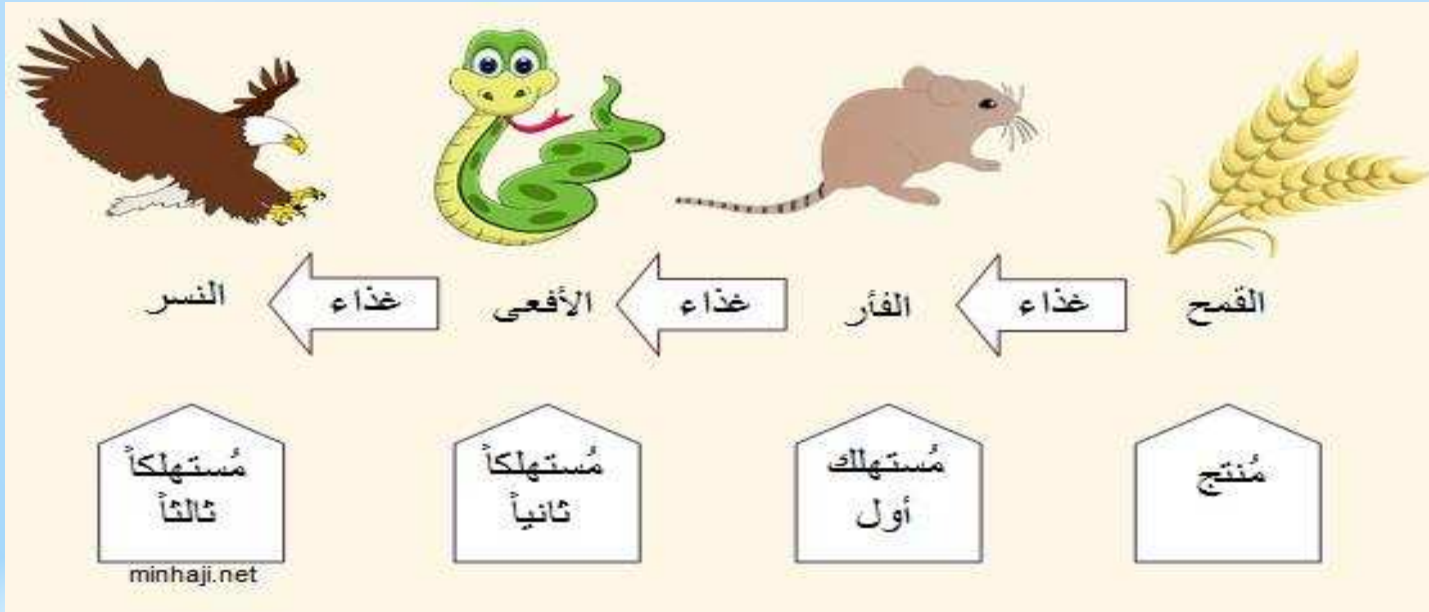 القمح غذاء الفأر غذاء الأفعى غذاء النسر
مُنتج
مُستهلك
أول
مُستهلكاً
ثانياً
مُستهلكاً
ثالثاً
minhaji.net